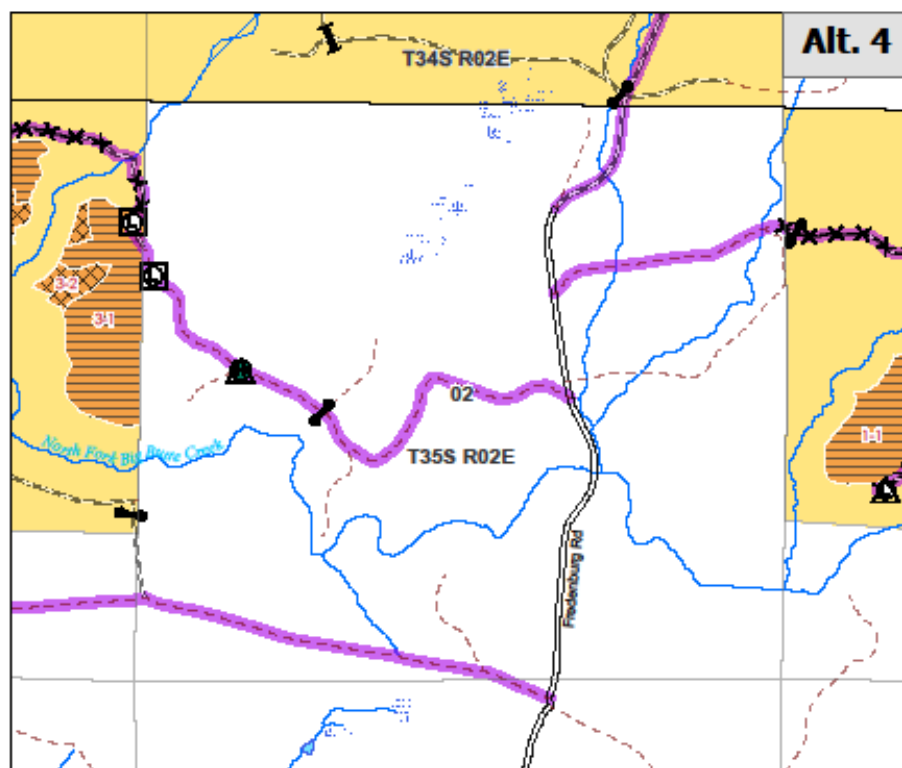 Alt. 4
T34S R02E
3-2
3-1
02
T35S R02E
1-1
North Fork Big Butte Creek
Fredenburg Rd